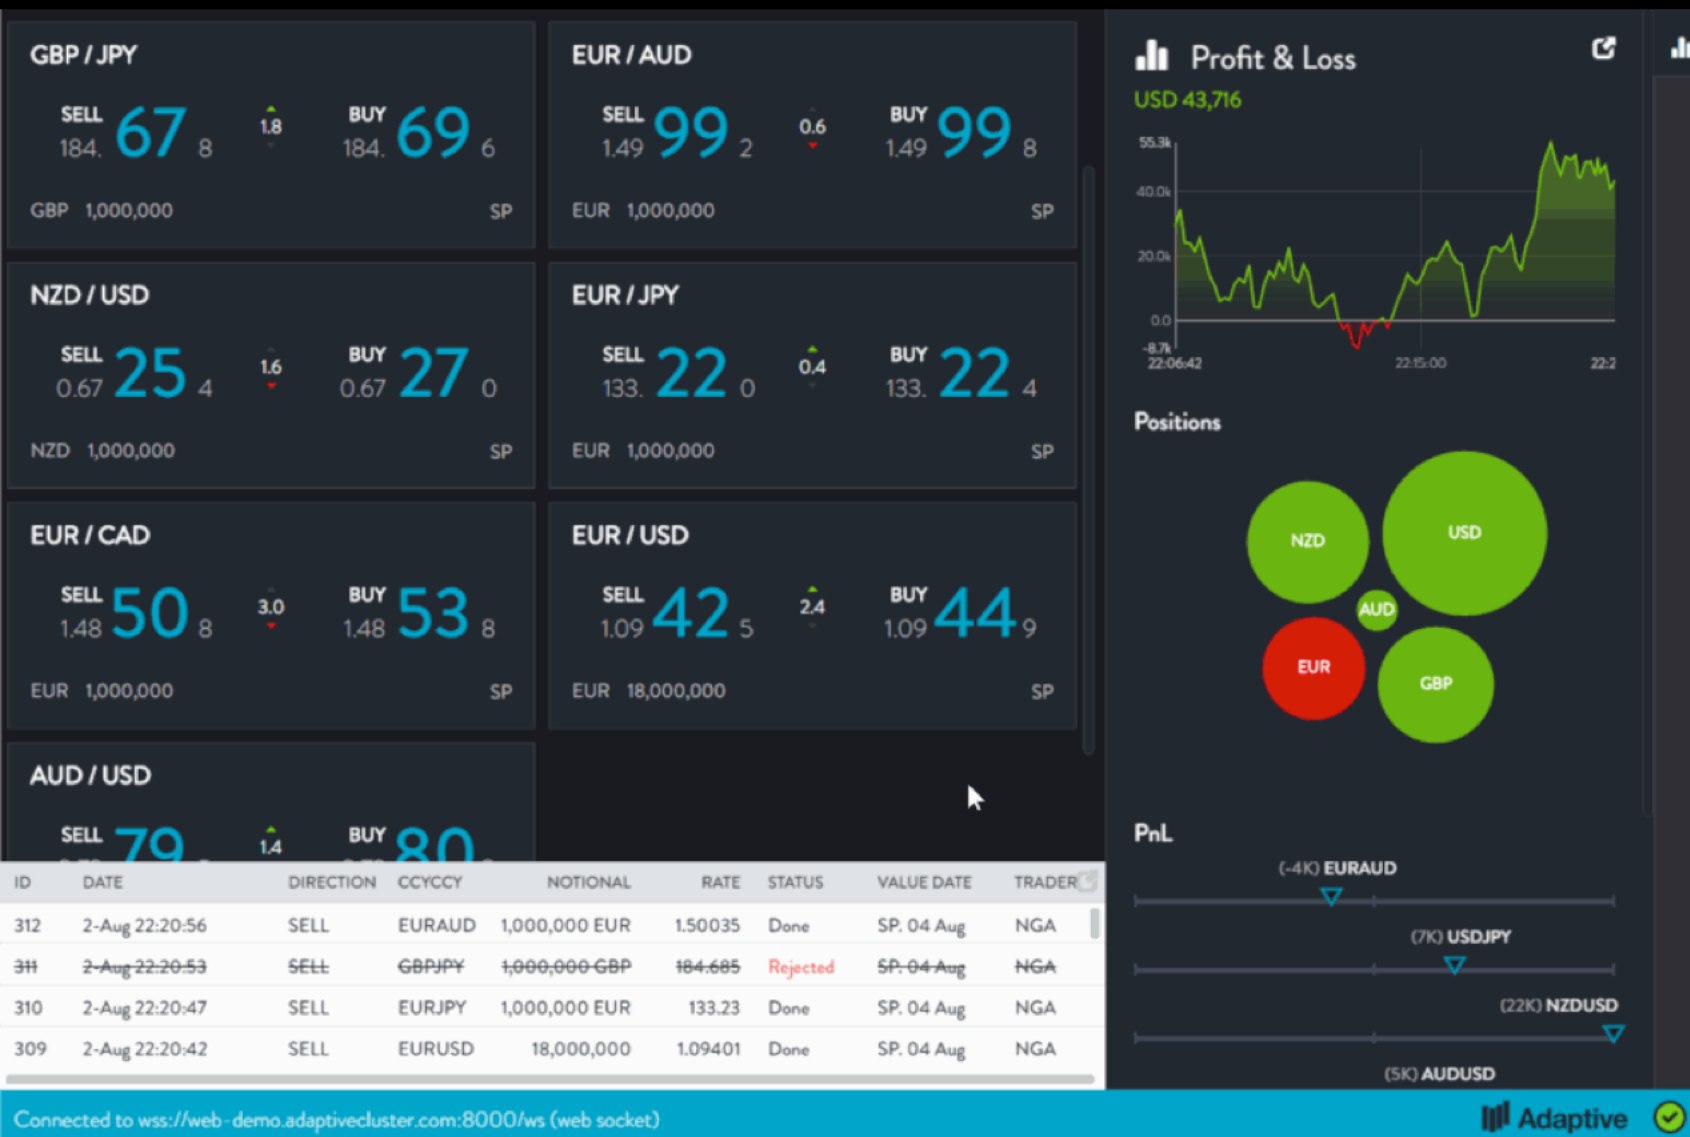 GBP / JPY
SELL 184. 67 8
1.8
BUY 184. 69 6
GBP 1,000,000 SP
EUR / AUD
SELL 1.49 99 2
0.6
BUY 1.49 99 8
EUR 1,000,000 SP
NZD / USD
SELL 0.67 25 4
1.6
BUY 0.67 27 0
NZD 1,000,000 SP
EUR / JPY
SELL 133. 22 0
0.4
BUY 133. 22 4
EUR 1,000,000 SP
EUR / CAD
SELL 1.48 50 8
3.0
BUY 1.48 53 8
EUR 1,000,000 SP
EUR / USD
SELL 1.09 42 5
2.4
BUY 1.09 44 9
EUR 18,000,000 SP
AUD / USD
SELL 79
1.4
BUY 80
Profit & Loss
USD 43,716
55.3k
40.0k
20.0k
0.0
-8.7k
22:06:42 22:15:00 22:2
Positions
NZD
USD
AUD
EUR
GBP
PnL
(-4K) EURAUD
(7K) USDJPY
(22K) NZDUSD
(5K) AUDUSD
ID DATE DIRECTION CCYCCY NOTIONAL RATE STATUS VALUE DATE TRADER
312 2-Aug 22:20:56 SELL EURAUD 1,000,000 EUR 1.50035 Done SP. 04 Aug NGA
311 2-Aug 22:20:53 SELL GBPJPY 1,000,000 GBP 184.685 Rejected SP. 04 Aug NGA
310 2-Aug 22:20:47 SELL EURJPY 1,000,000 EUR 133.23 Done SP. 04 Aug NGA
309 2-Aug 22:20:42 SELL EURUSD 18,000,000 1.09401 Done SP. 04 Aug NGA
Connected to wss://web-demo.adaptivecluster.com:8000/ws (web socket)
Adaptive